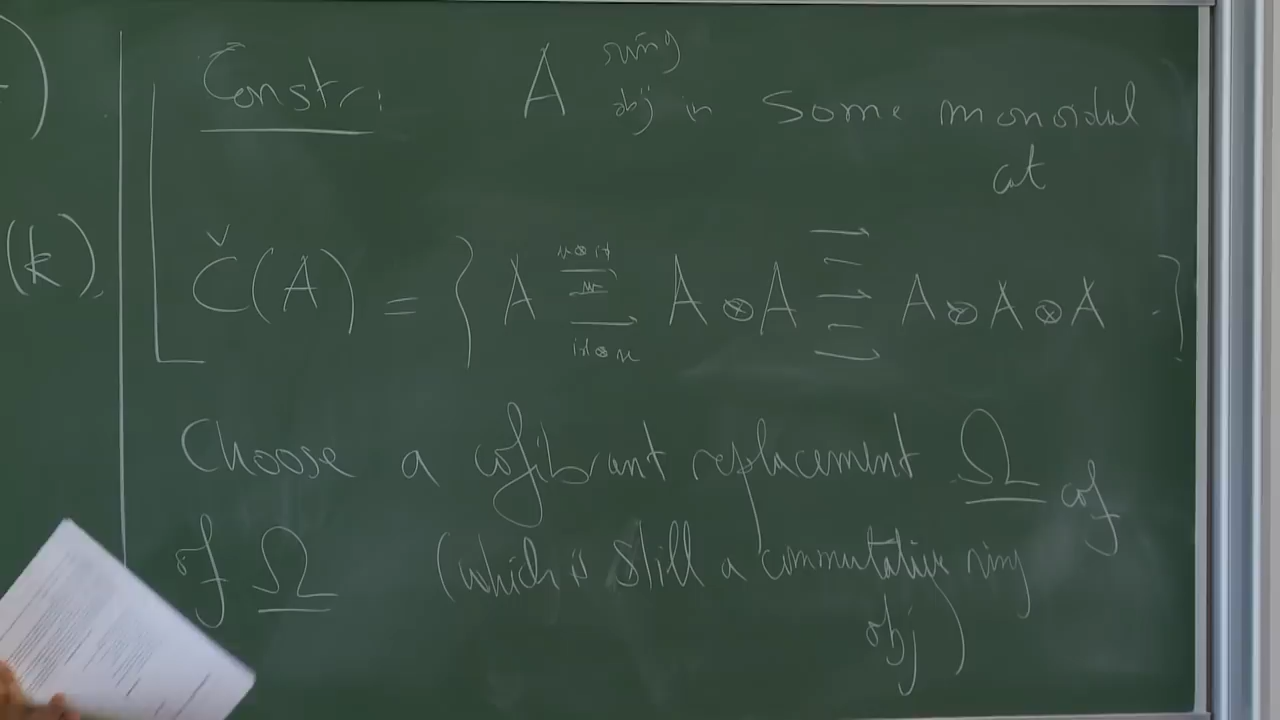 Constr: A ring obj in some monoidal
cat
Č(A) = { A ⇉ A ⊗ A → A ⊗ A ⊗ A ... }
u ⊗ id
id ⊗ u
Choose a cofibrant replacement Ω cof
of Ω (which is still a commutative ring
obj)
(k).